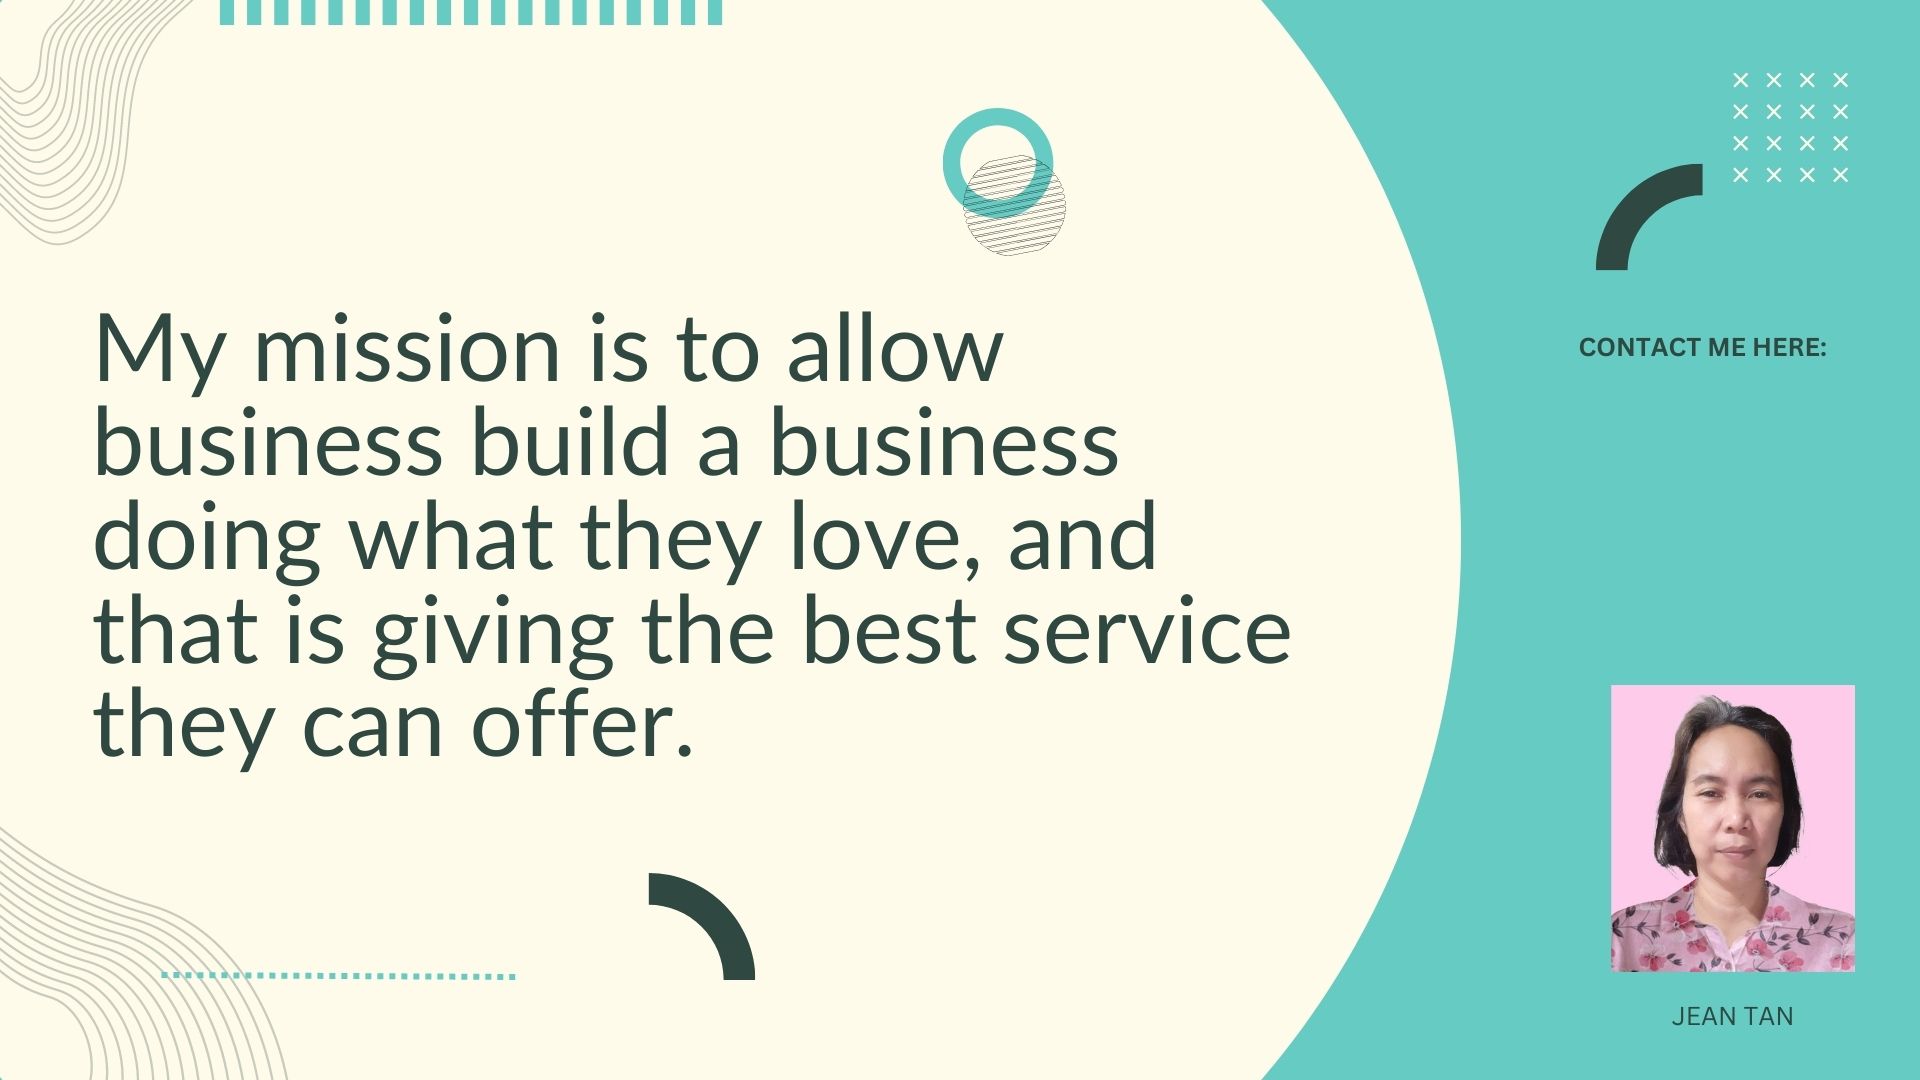 My mission is to allow
business build a business
doing what they love, and
that is giving the best service
they can offer.
CONTACT ME HERE:
JEAN TAN